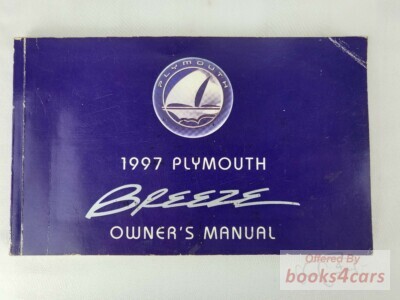 PLYMOUTH
1997 PLYMOUTH
BREEZE
OWNER'S MANUAL
Offered By
books4cars